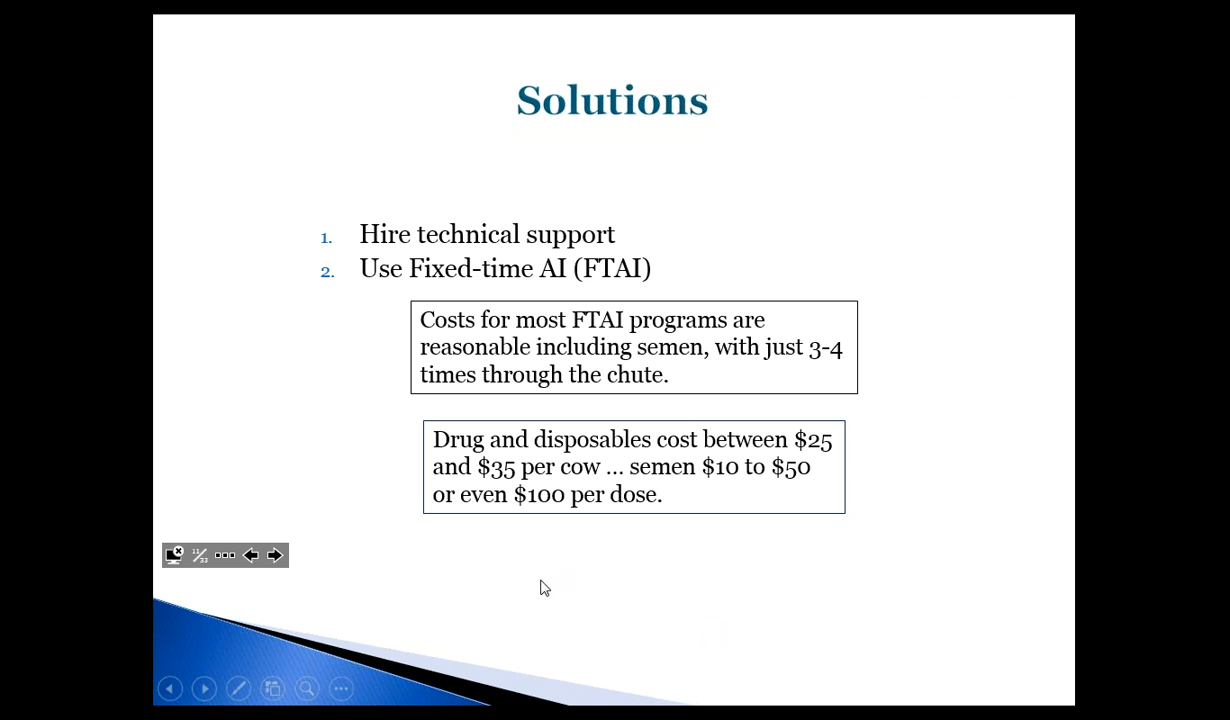 Solutions
1. Hire technical support
2. Use Fixed-time AI (FTAI)
Costs for most FTAI programs are
reasonable including semen, with just 3-4
times through the chute.
Drug and disposables cost between $25
and $35 per cow ... semen $10 to $50
or even $100 per dose.
11/33